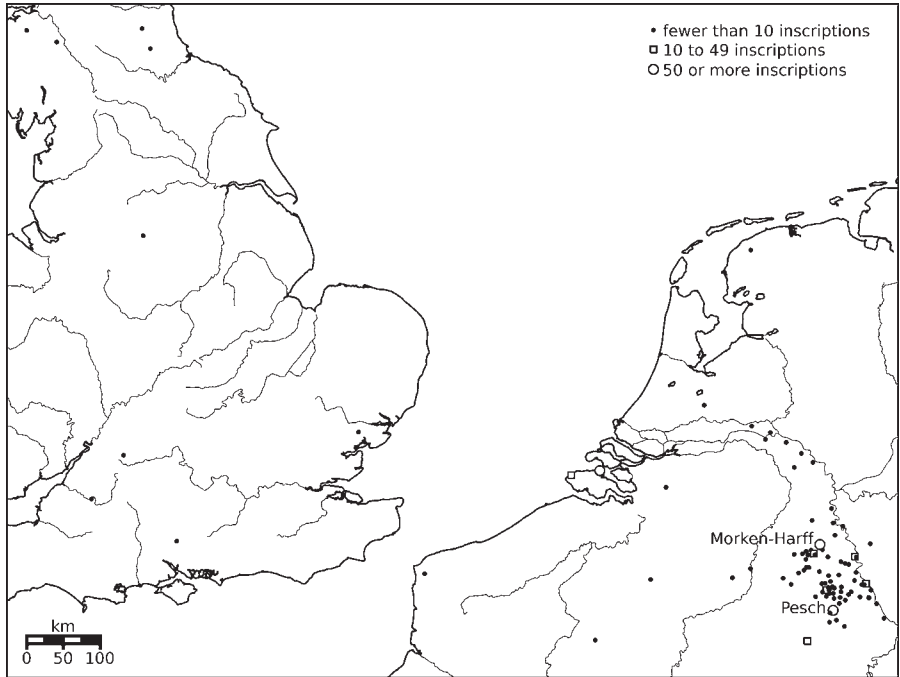 fewer than 10 inscriptions
10 to 49 inscriptions
50 or more inscriptions
Morken-Harff
Pesch
km
0 50 100